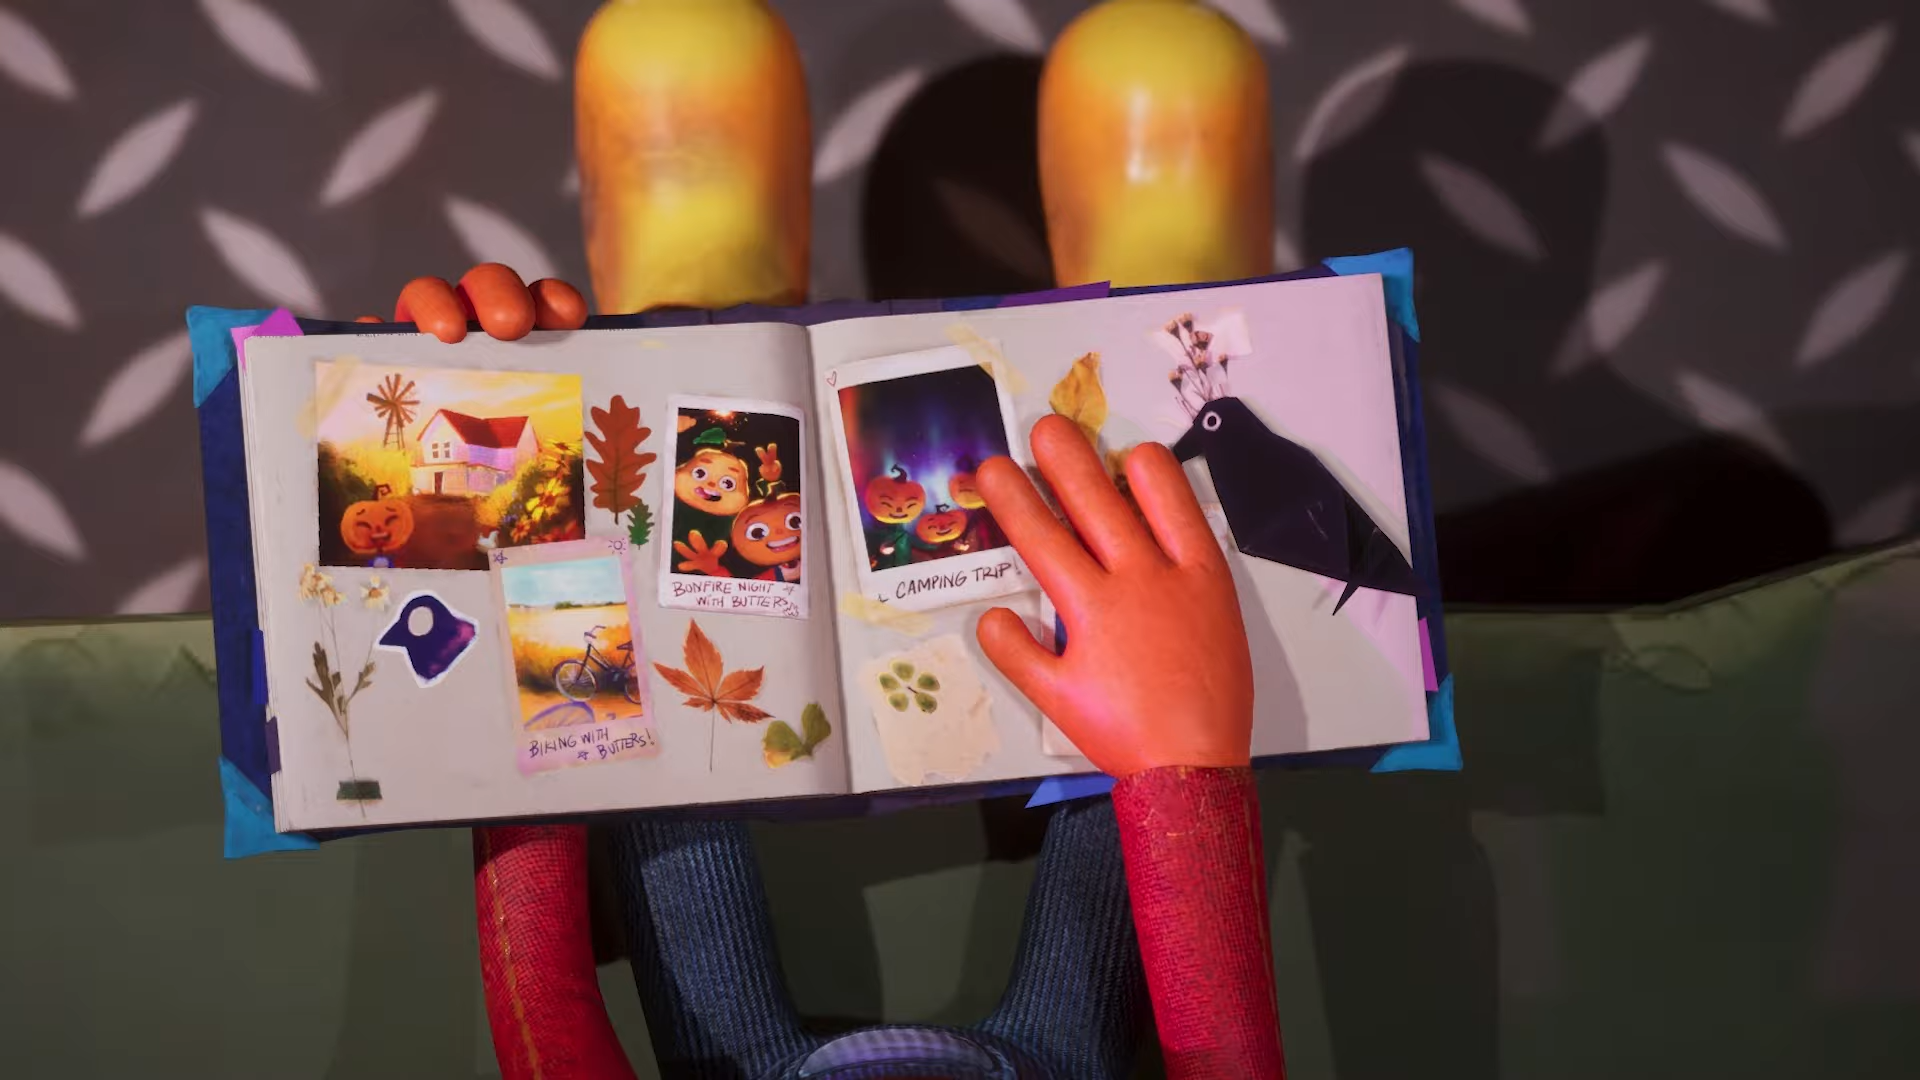 BIKING WITH
BUTTERS!
BONFIRE NIGHT
WITH BUTTERS
CAMPING TRIP!